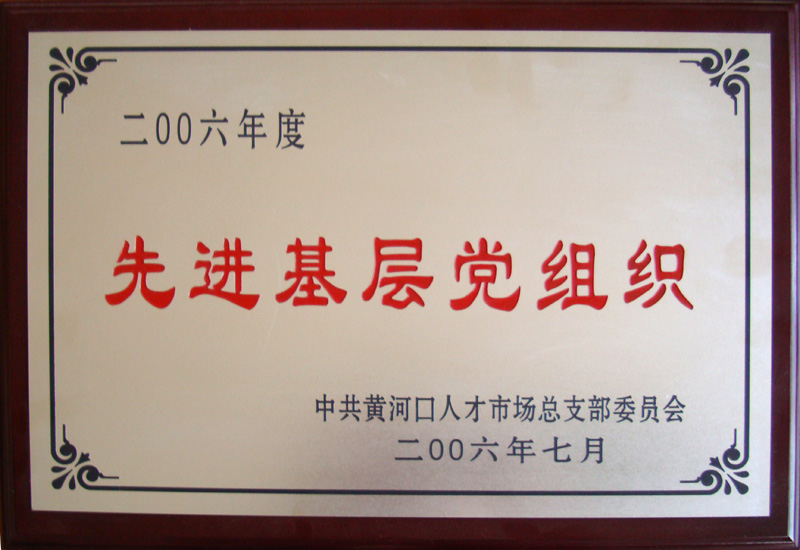 二00六年度
先进基层党组织
中共黄河口人才市场总支部委员会
二00六年七月